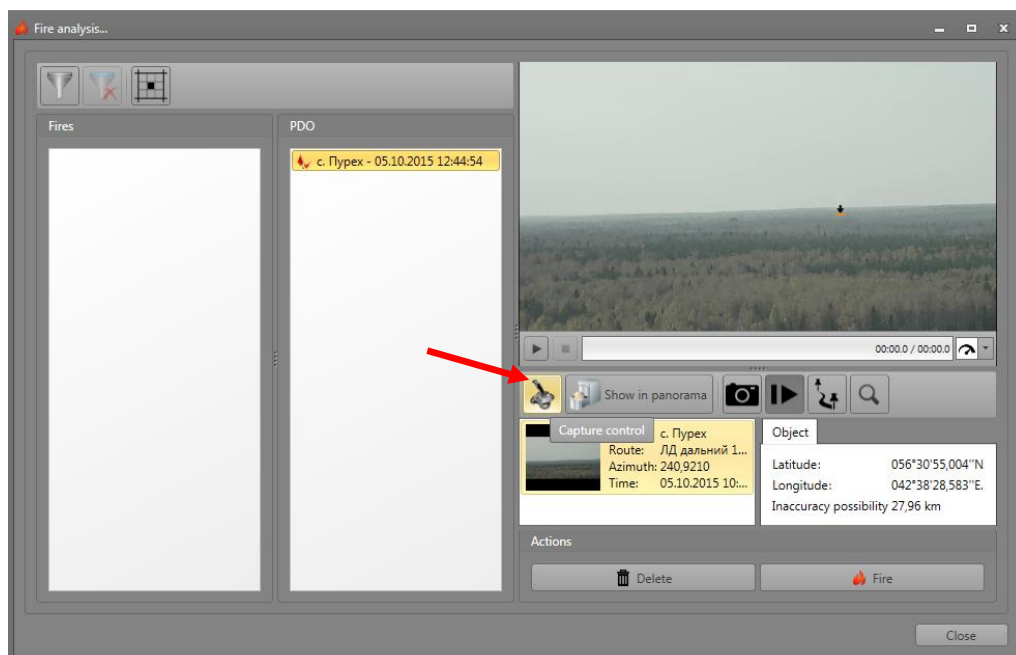 Fire analysis...
Fires
PDO
с. Пурех - 05.10.2015 12:44:54
00:00.0 / 00:00.0
Show in panorama
Capture control
с. Пурех
Route: ЛД дальний 1...
Azimuth: 240,9210
Time: 05.10.2015 10:...
Object
Latitude: 056°30'55,004''N
Longitude: 042°38'28,583''E.
Inaccuracy possibility 27,96 km
Actions
Delete
Fire
Close